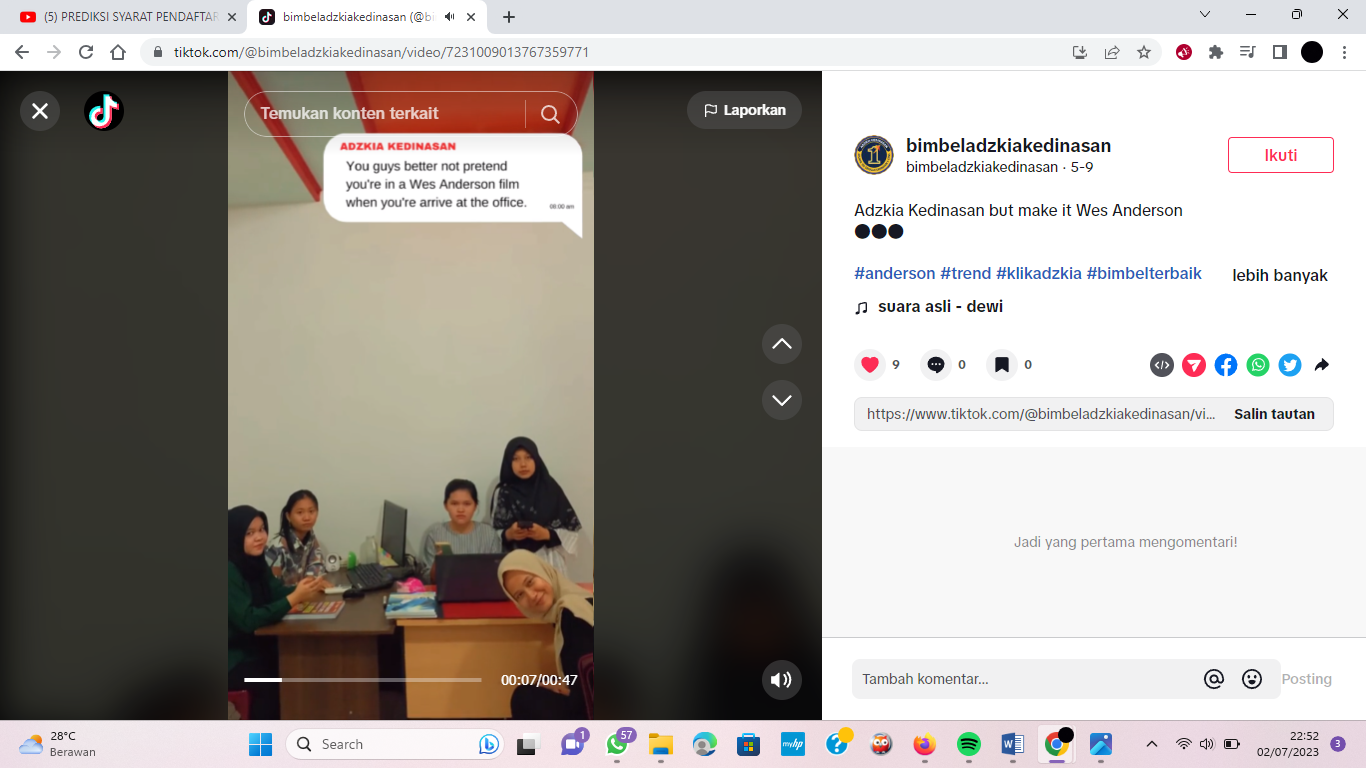 (5) PREDIKSI SYARAT PENDAFTAR
bimbeladzkiakedinasan (@b
tiktok.com/@bimbeladzkiakedinasan/video/7231009013767359771
Temukan konten terkait
Laporkan
ADZKIA KEDINASAN
You guys better not pretend
you're in a Wes Anderson film
when you're arrive at the office.
08:00 am
00:07/00:47
bimbeladzkiakedinasan
bimbeladzkiakedinasan · 5-9
Ikuti
Adzkia Kedinasan but make it Wes Anderson
#anderson #trend #klikadzkia #bimbelterbaik
lebih banyak
suara asli - dewi
9
0
0
https://www.tiktok.com/@bimbeladzkiakedinasan/vi...
Salin tautan
Jadi yang pertama mengomentari!
Tambah komentar...
Posting
28°C
Berawan
Search
1
57
myhp
22:52
02/07/2023
3